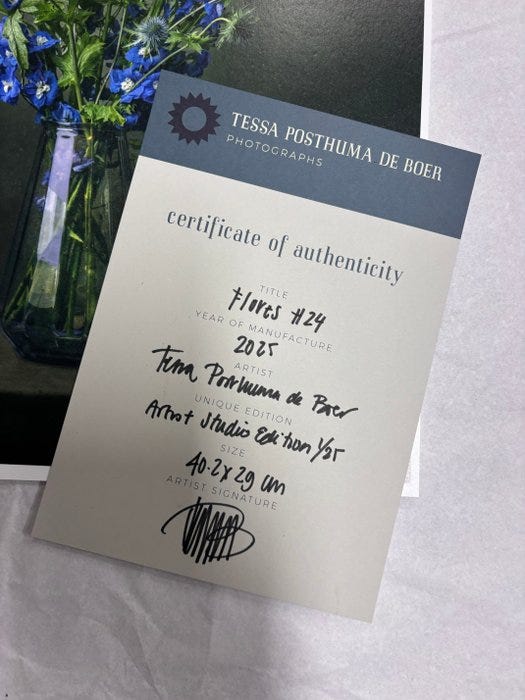 TESSA POSTHUMA DE BOER
PHOTOGRAPHS
certificate of authenticity
TITLE
Flores #24
YEAR OF MANUFACTURE
2025
ARTIST
Tessa Posthuma de Boer
UNIQUE EDITION
Artist Studio Edition 1/25
SIZE
40.2 x 29 cm
ARTIST SIGNATURE